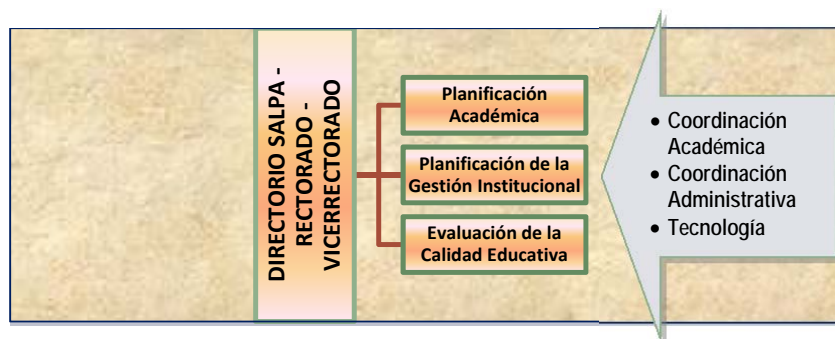 DIRECTORIO SALPA -
RECTORADO -
VICERRECTORADO
Planificación
Académica
Planificación de la
Gestión Institucional
Evaluación de la
Calidad Educativa
• Coordinación
Académica
• Coordinación
Administrativa
• Tecnología